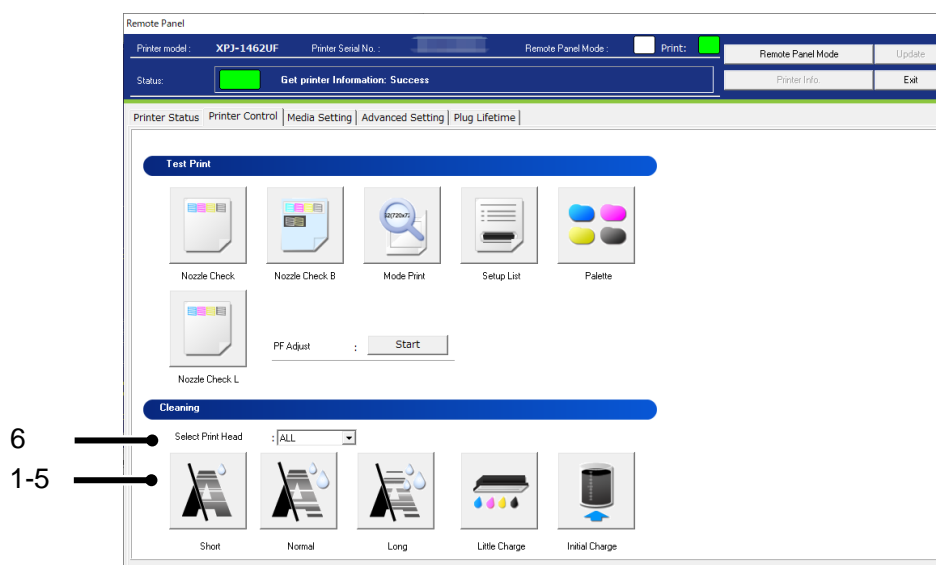 Remote Panel
Printer model : XPJ-1462UF Printer Serial No. : Remote Panel Mode : Print:
Remote Panel Mode Update
Status: Get printer Information: Success
Printer Info. Exit
Printer Status Printer Control Media Setting Advanced Setting Plug Lifetime
Test Print
Nozzle Check Nozzle Check B Mode Print Setup List Palette
PF Adjust : Start
Nozzle Check L
Cleaning
6 Select Print Head : ALL
1-5
Short Normal Long Little Charge Initial Charge